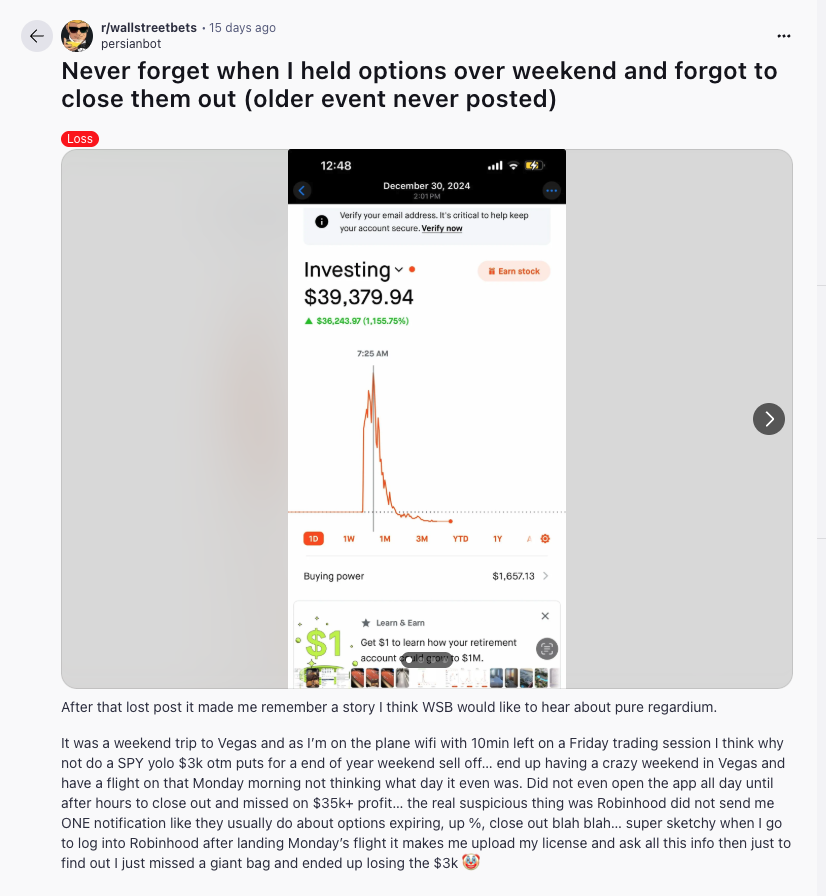 r/wallstreetbets • 15 days ago
persianbot
Never forget when I held options over weekend and forgot to
close them out (older event never posted)
Loss
12:48
December 30, 2024
2:01 PM
Verify your email address. It's critical to help keep
your account secure. Verify now
Investing
Earn stock
$39,379.94
▲ $36,243.97 (1,155.75%)
7:25 AM
1D 1W 1M 3M YTD 1Y
Buying power $1,657.13
Learn & Earn
$1
Get $1 to learn how your retirement
account could grow to $1M.
After that lost post it made me remember a story I think WSB would like to hear about pure regardium.
It was a weekend trip to Vegas and as I'm on the plane wifi with 10min left on a Friday trading session I think why
not do a SPY yolo $3k otm puts for a end of year weekend sell off... end up having a crazy weekend in Vegas and
have a flight on that Monday morning not thinking what day it even was. Did not even open the app all day until
after hours to close out and missed on $35k+ profit... the real suspicious thing was Robinhood did not send me
ONE notification like they usually do about options expiring, up %, close out blah blah... super sketchy when I go
to log into Robinhood after landing Monday's flight it makes me upload my license and ask all this info then just to
find out I just missed a giant bag and ended up losing the $3k 🤡